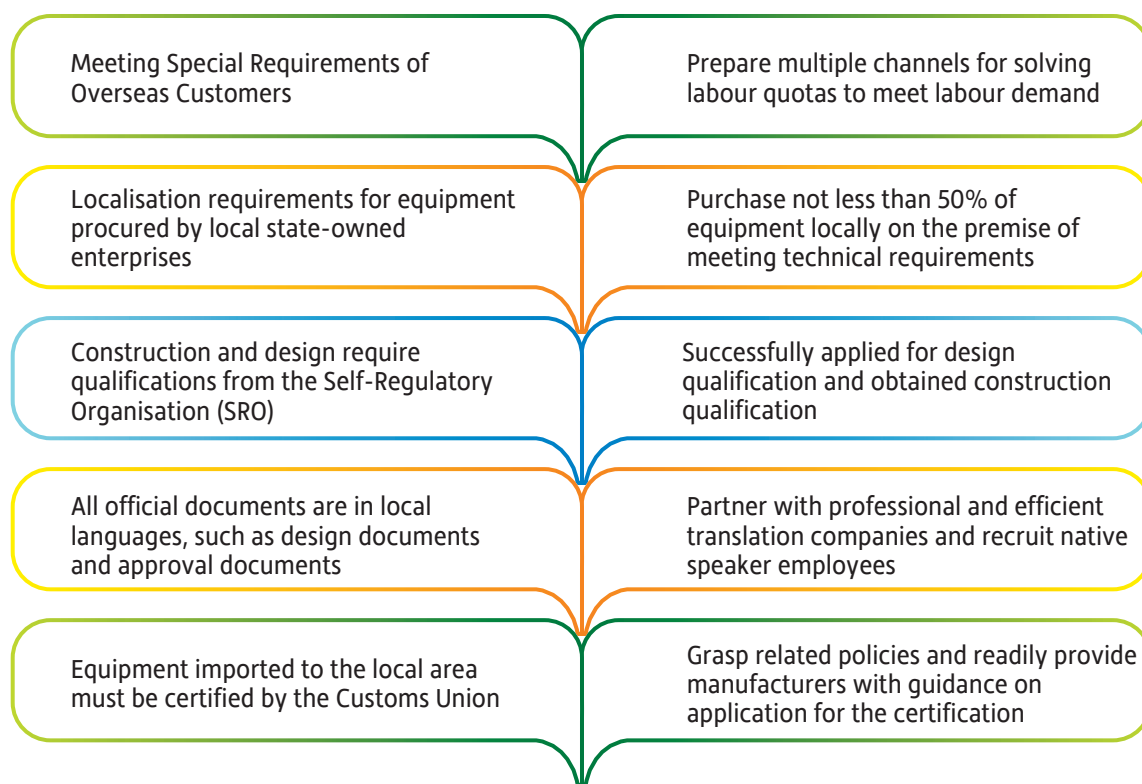 Meeting Special Requirements of
Overseas Customers
Prepare multiple channels for solving
labour quotas to meet labour demand
Localisation requirements for equipment
procured by local state-owned
enterprises
Purchase not less than 50% of
equipment locally on the premise of
meeting technical requirements
Construction and design require
qualifications from the Self-Regulatory
Organisation (SRO)
Successfully applied for design
qualification and obtained construction
qualification
All official documents are in local
languages, such as design documents
and approval documents
Partner with professional and efficient
translation companies and recruit native
speaker employees
Equipment imported to the local area
must be certified by the Customs Union
Grasp related policies and readily provide
manufacturers with guidance on
application for the certification